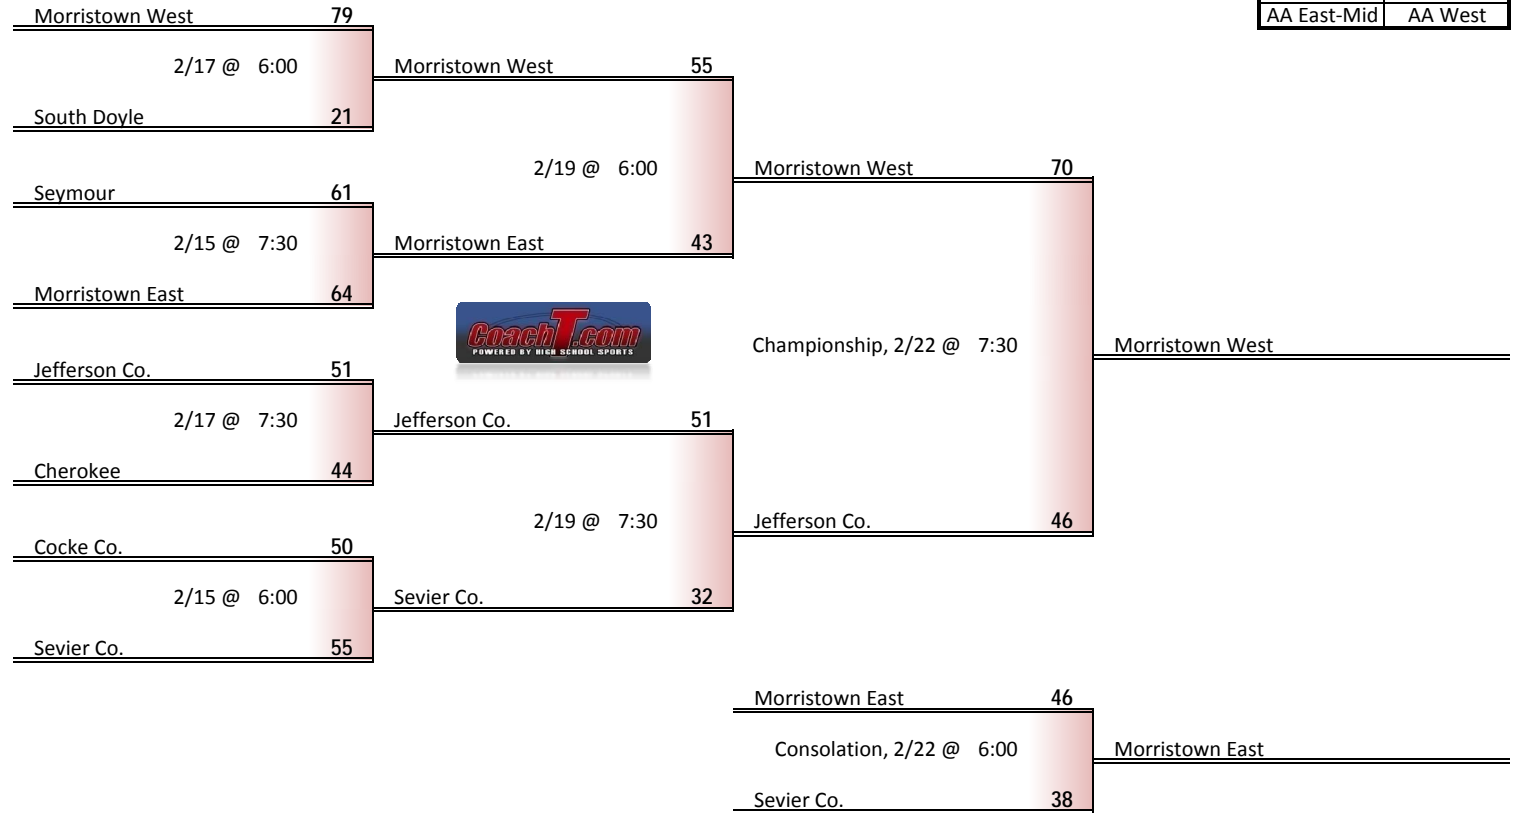 Morristown West 79
AA East-Mid AA West
2/17 @ 6:00
Morristown West 55
South Doyle 21
2/19 @ 6:00
Morristown West 70
Seymour 61
2/15 @ 7:30
Morristown East 43
Morristown East 64
CoachT.com
POWERED BY HIGH SCHOOL SPORTS
Championship, 2/22 @ 7:30
Morristown West
Jefferson Co. 51
2/17 @ 7:30
Jefferson Co. 51
Cherokee 44
2/19 @ 7:30
Jefferson Co. 46
Cocke Co. 50
2/15 @ 6:00
Sevier Co. 32
Sevier Co. 55
Morristown East 46
Consolation, 2/22 @ 6:00
Morristown East
Sevier Co. 38